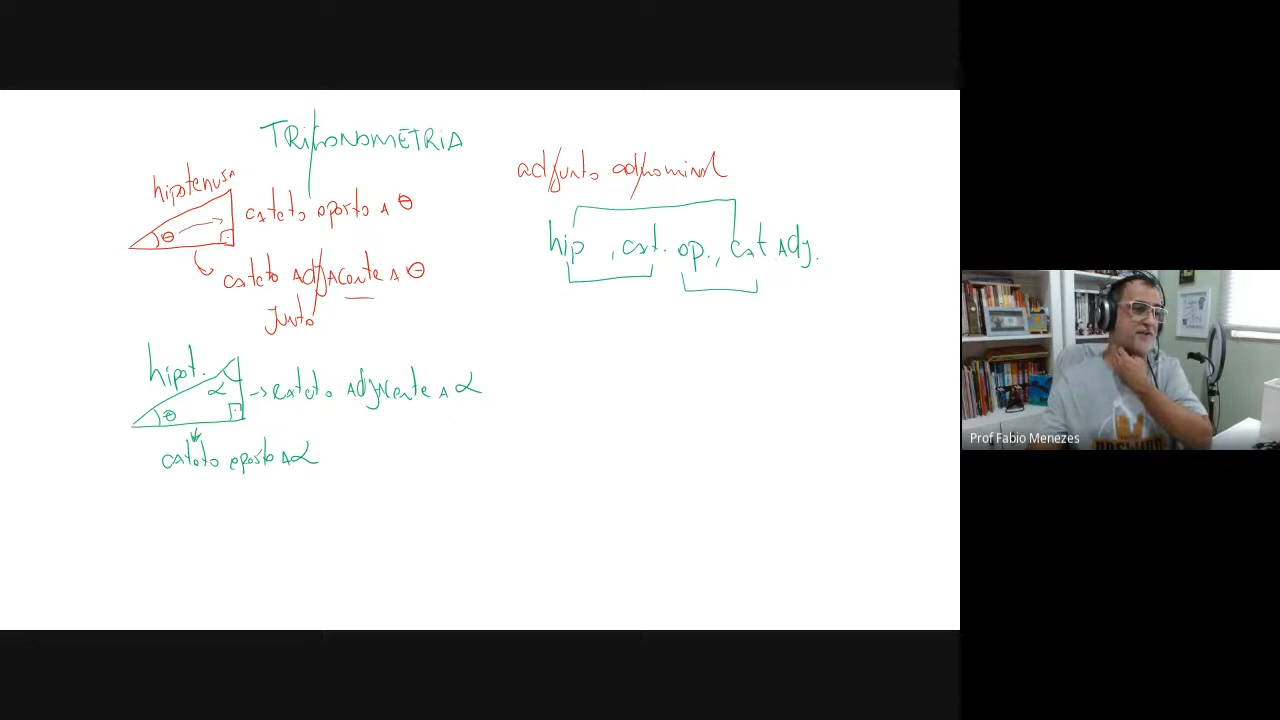 TRIGONOMETRIA
hipotenusa
cateto oposto a θ
θ
cateto ADJAcente A θ
Junto
hipot.
α
θ
→ cateto ADJAcente A α
cateto oposto A α
adjunto adjnominal
hip , cat. op., cat ADJ.
Prof Fabio Menezes